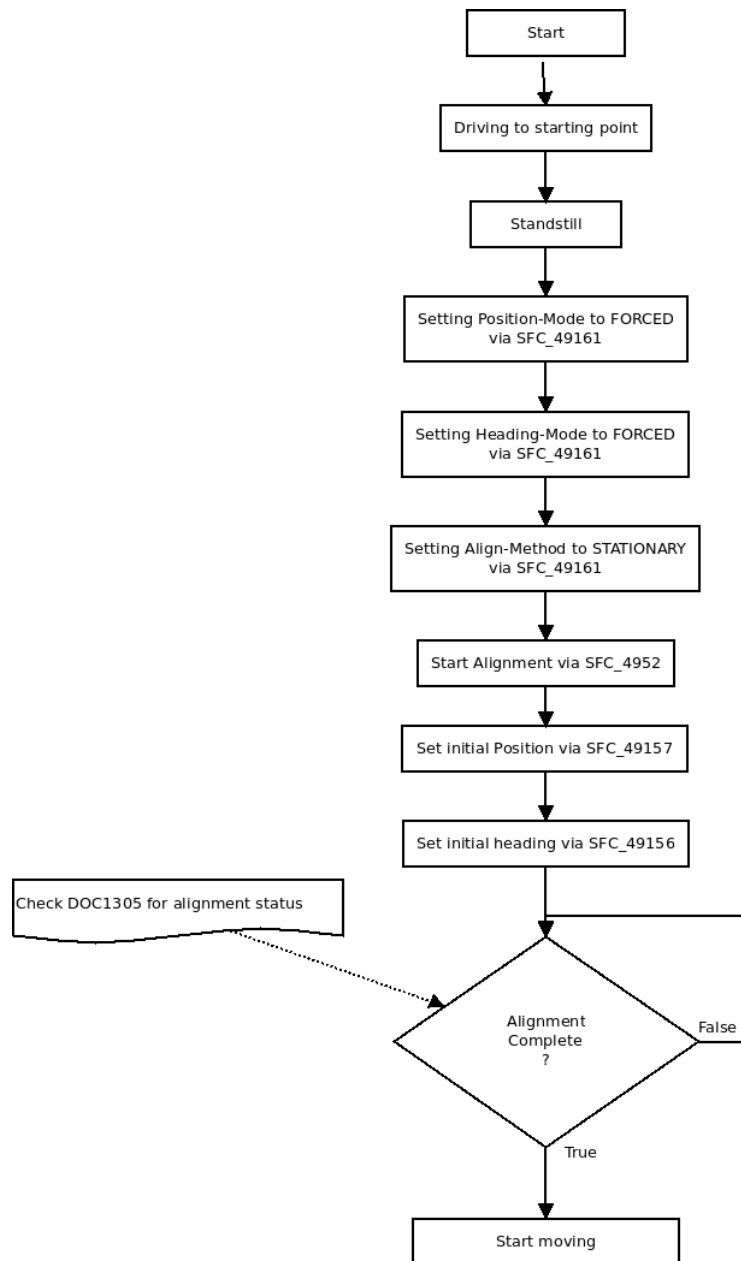 Start
Driving to starting point
Standstill
Setting Position-Mode to FORCED
via SFC_49161
Setting Heading-Mode to FORCED
via SFC_49161
Setting Align-Method to STATIONARY
via SFC_49161
Start Alignment via SFC_4952
Set initial Position via SFC_49157
Set initial heading via SFC_49156
Check DOC1305 for alignment status
Alignment
Complete
?
False
True
Start moving